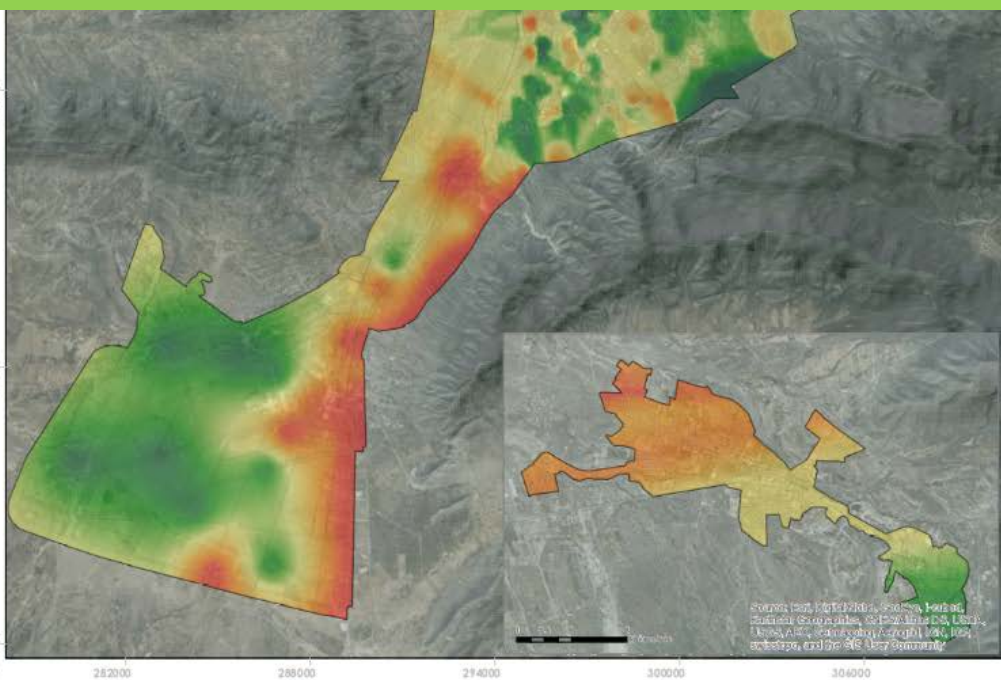 Source: Esri, DigitalGlobe, GeoEye, i-cubed,
Earthstar Geographics, CNES/Airbus DS, USDA,
USGS, AEX, Getmapping, Aerogrid, IGN, IGP,
swisstopo, and the GIS User Community
282000 288000 294000 300000 304000